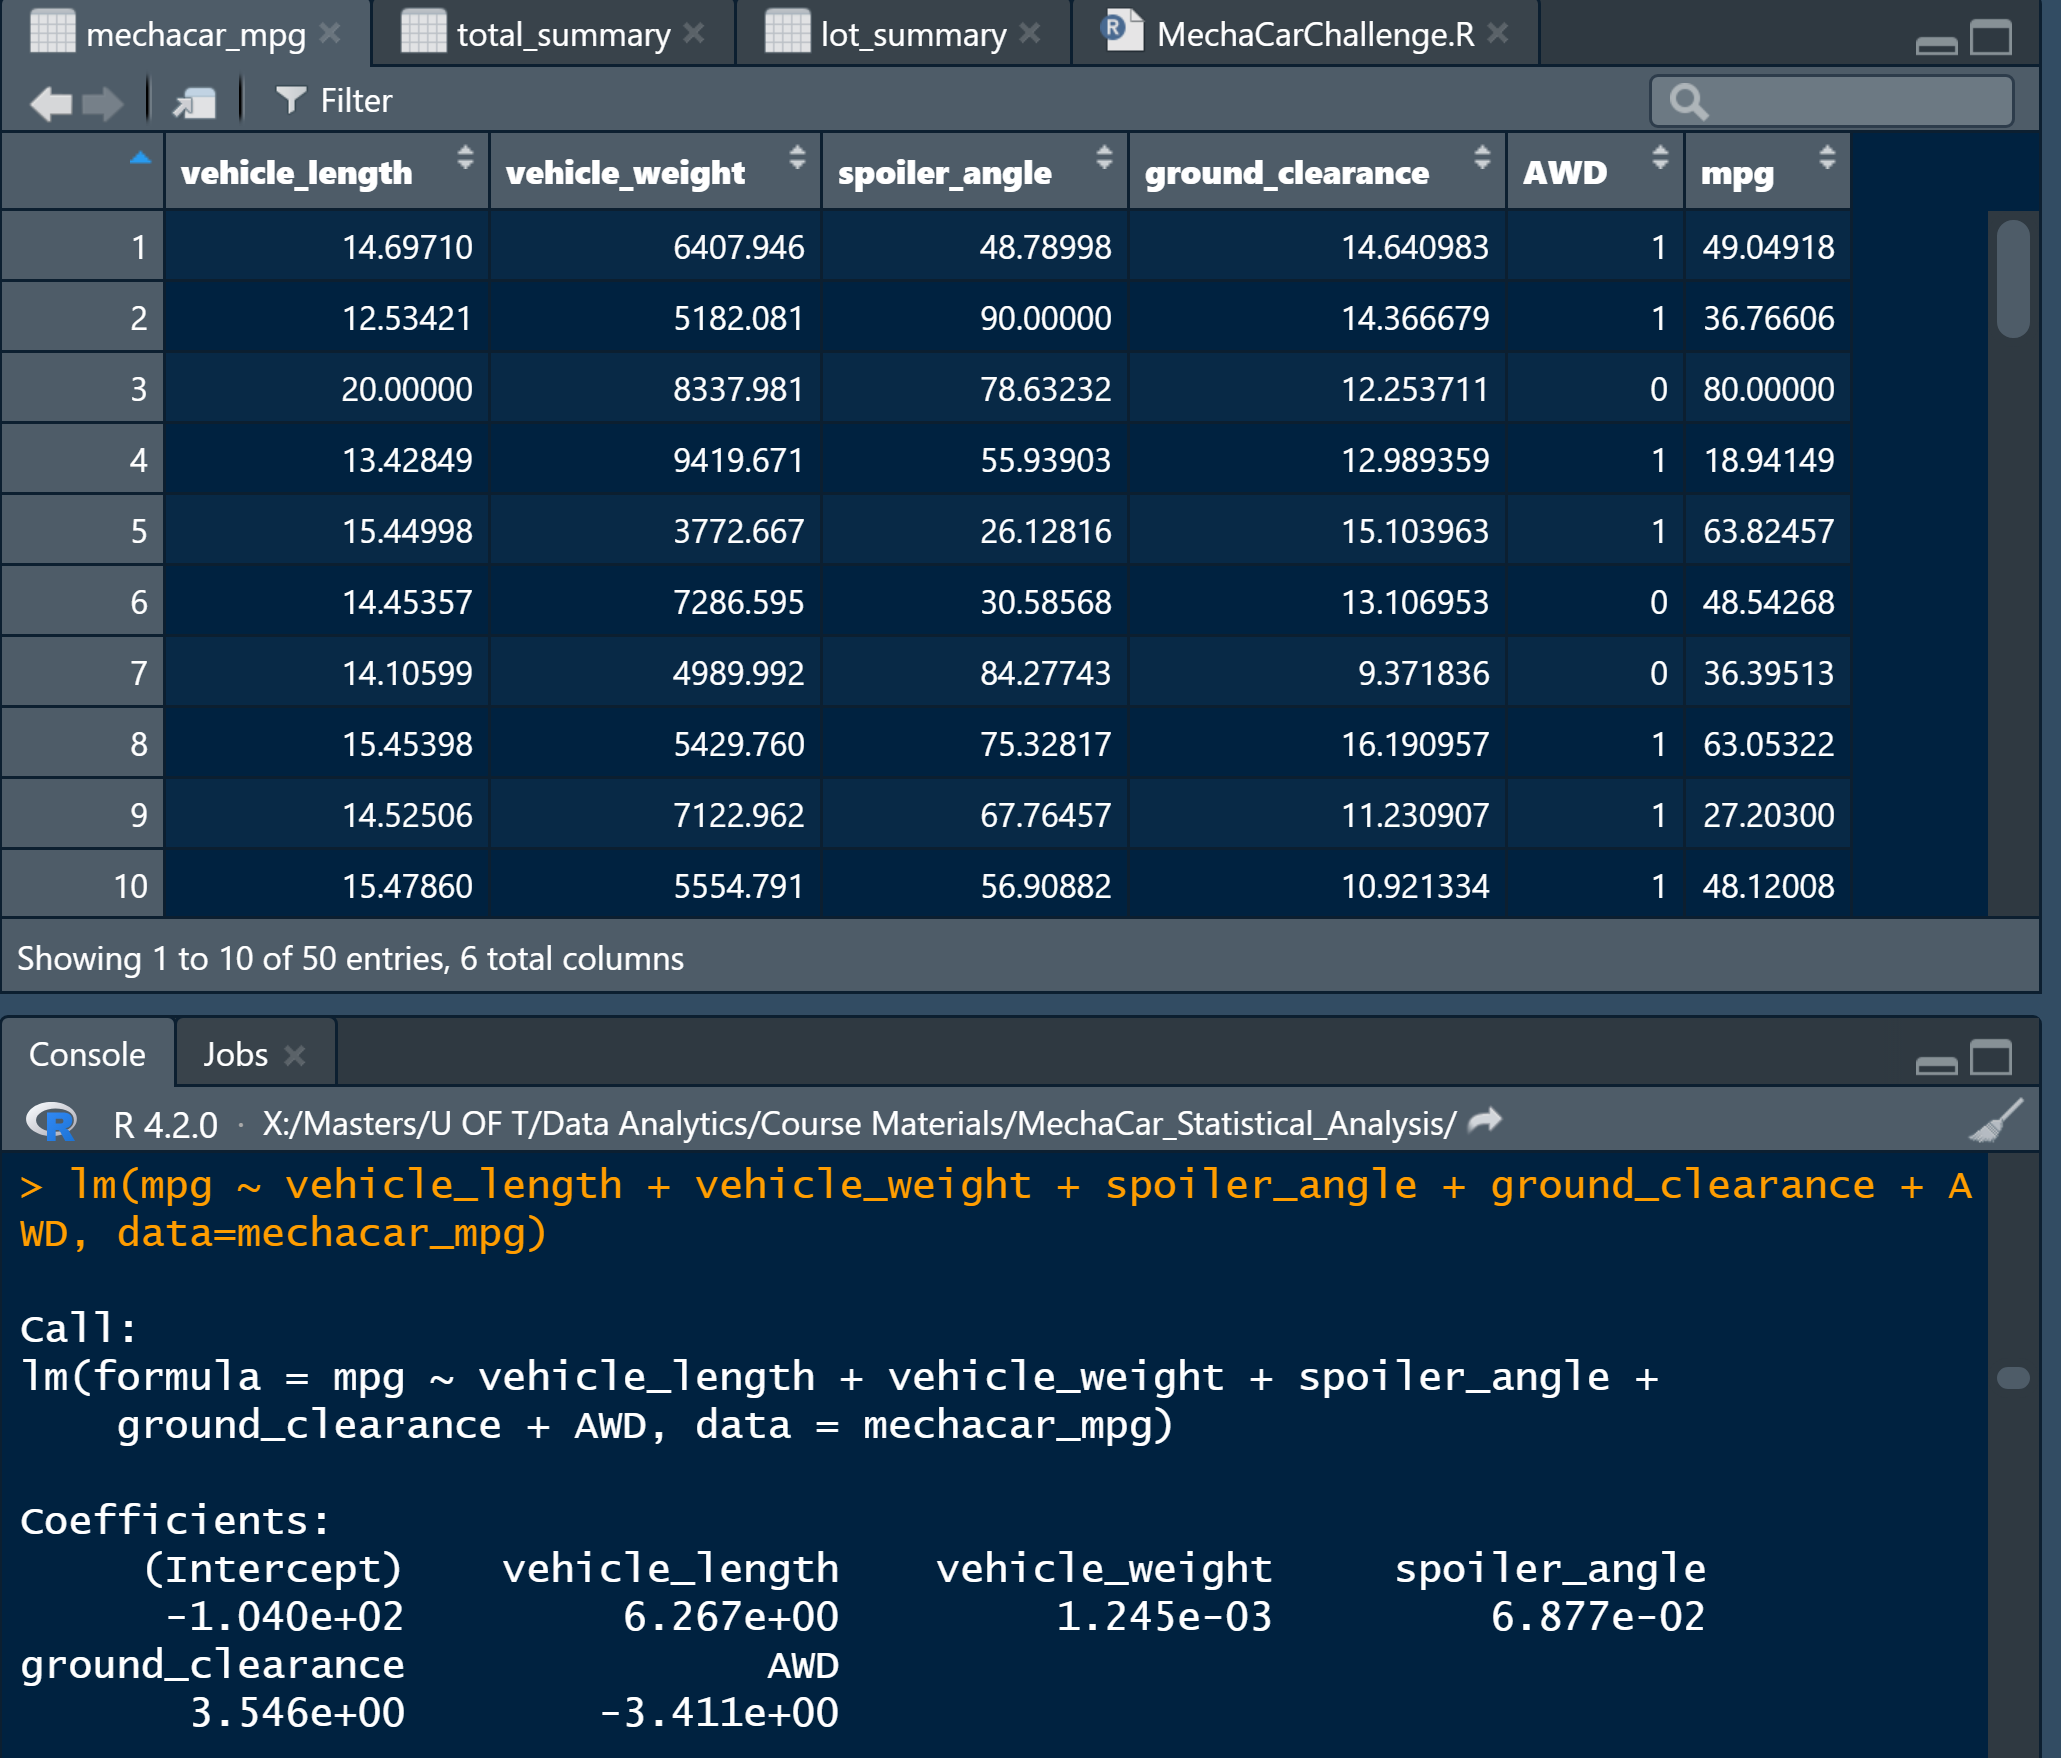 mechacar_mpg total_summary lot_summary MechaCarChallenge.R
Filter
vehicle_length vehicle_weight spoiler_angle ground_clearance AWD mpg
1 14.69710 6407.946 48.78998 14.640983 1 49.04918
2 12.53421 5182.081 90.00000 14.366679 1 36.76606
3 20.00000 8337.981 78.63232 12.253711 0 80.00000
4 13.42849 9419.671 55.93903 12.989359 1 18.94149
5 15.44998 3772.667 26.12816 15.103963 1 63.82457
6 14.45357 7286.595 30.58568 13.106953 0 48.54268
7 14.10599 4989.992 84.27743 9.371836 0 36.39513
8 15.45398 5429.760 75.32817 16.190957 1 63.05322
9 14.52506 7122.962 67.76457 11.230907 1 27.20300
10 15.47860 5554.791 56.90882 10.921334 1 48.12008
Showing 1 to 10 of 50 entries, 6 total columns
Console Jobs
R 4.2.0 · X:/Masters/U OF T/Data Analytics/Course Materials/MechaCar_Statistical_Analysis/
> lm(mpg ~ vehicle_length + vehicle_weight + spoiler_angle + ground_clearance + A
WD, data=mechacar_mpg)
Call:
lm(formula = mpg ~ vehicle_length + vehicle_weight + spoiler_angle +
ground_clearance + AWD, data = mechacar_mpg)
Coefficients:
(Intercept) vehicle_length vehicle_weight spoiler_angle
-1.040e+02 6.267e+00 1.245e-03 6.877e-02
ground_clearance AWD
3.546e+00 -3.411e+00